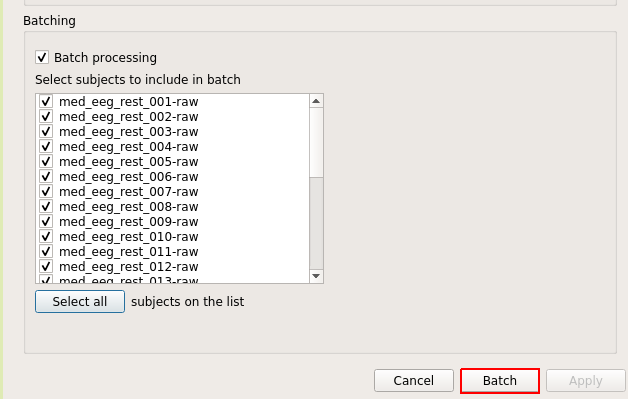 Batching
Batch processing
Select subjects to include in batch
med_eeg_rest_001-raw
med_eeg_rest_002-raw
med_eeg_rest_003-raw
med_eeg_rest_004-raw
med_eeg_rest_005-raw
med_eeg_rest_006-raw
med_eeg_rest_007-raw
med_eeg_rest_008-raw
med_eeg_rest_009-raw
med_eeg_rest_010-raw
med_eeg_rest_011-raw
med_eeg_rest_012-raw
med_eeg_rest_013-raw
Select all subjects on the list
Cancel Batch Apply